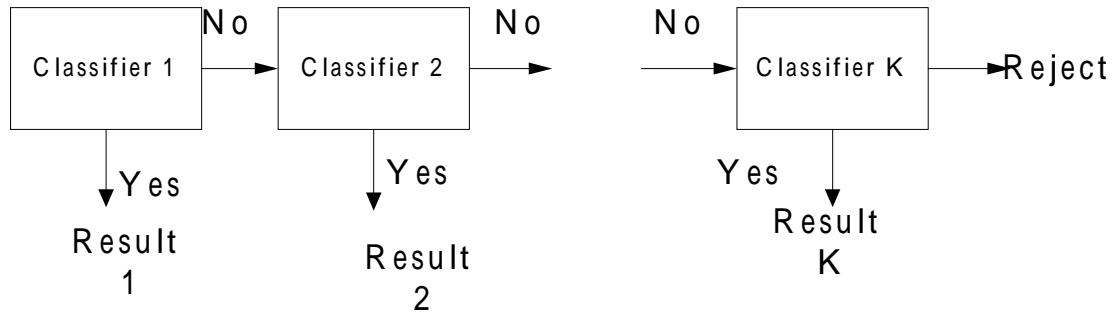 No
No
No
Classifier 1
Classifier 2
Classifier K
Reject
Yes
Yes
Yes
Result
1
Result
2
Result
K